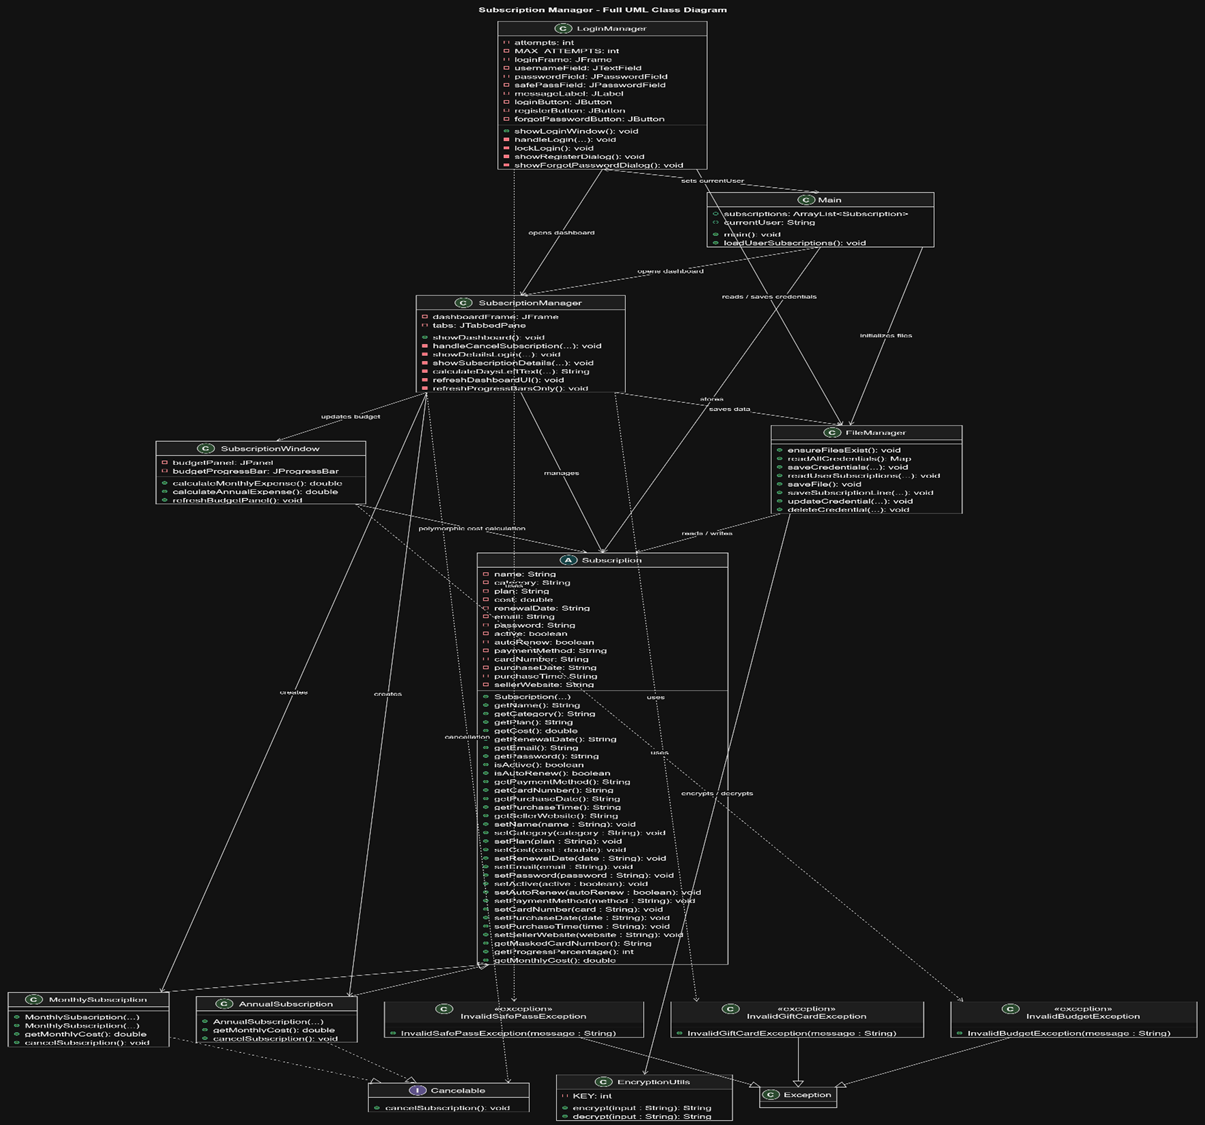 Subscription Manager - Full UML Class Diagram
C LoginManager
attempts: int
MAX_ATTEMPTS: int
loginFrame: JFrame
usernameField: JTextField
passwordField: JPasswordField
safePassField: JPasswordField
messageLabel: JLabel
loginButton: JButton
registerButton: JButton
forgotPasswordButton: JButton
showLoginWindow(): void
handleLogin(...): void
lockLogin(): void
showRegisterDialog(): void
showForgotPasswordDialog(): void
sets currentUser
C Main
subscriptions: ArrayList<Subscription>
currentUser: String
main(): void
loadUserSubscriptions(): void
opens dashboard
opens dashboard
reads / saves credentials
initializes files
C SubscriptionManager
dashboardFrame: JFrame
tabs: JTabbedPane
showDashboard(): void
handleCancelSubscription(...): void
showDetailsLogin(...): void
showSubscriptionDetails(...): void
calculateDaysLeftText(...): String
refreshDashboardUI(): void
refreshProgressBarsOnly(): void
stores
saves data
updates budget
C FileManager
ensureFilesExist(): void
readAllCredentials(): Map
saveCredentials(...): void
readUserSubscriptions(...): void
saveFile(): void
saveSubscriptionLine(...): void
updateCredential(...): void
deleteCredential(...): void
C SubscriptionWindow
budgetPanel: JPanel
budgetProgressBar: JProgressBar
calculateMonthlyExpense(): double
calculateAnnualExpense(): double
refreshBudgetPanel(): void
manages
polymorphic cost calculation
reads / writes
A Subscription
name: String
category: String
uses
plan: String
cost: double
renewalDate: String
email: String
password: String
active: boolean
autoRenew: boolean
paymentMethod: String
cardNumber: String
purchaseDate: String
purchaseTime: String
sellerWebsite: String
Subscription(...)
getName(): String
getCategory(): String
getPlan(): String
getCost(): double
getRenewalDate(): String
getEmail(): String
getPassword(): String
isActive(): boolean
isAutoRenew(): boolean
getPaymentMethod(): String
getCardNumber(): String
getPurchaseDate(): String
getPurchaseTime(): String
getSellerWebsite(): String
setName(name : String): void
setCategory(category : String): void
setPlan(plan : String): void
setCost(cost : double): void
setRenewalDate(date : String): void
setEmail(email : String): void
setPassword(password : String): void
setActive(active : boolean): void
setAutoRenew(autoRenew : boolean): void
setPaymentMethod(method : String): void
setCardNumber(card : String): void
setPurchaseDate(date : String): void
setPurchaseTime(time : String): void
setSellerWebsite(website : String): void
getMaskedCardNumber(): String
getProgressPercentage(): int
getMonthlyCost(): double
creates
creates
uses
cancellation
uses
encrypts / decrypts
C MonthlySubscription
MonthlySubscription(...)
MonthlySubscription(...)
getMonthlyCost(): double
cancelSubscription(): void
C AnnualSubscription
AnnualSubscription(...)
getMonthlyCost(): double
cancelSubscription(): void
C «exception»
InvalidSafePassException
InvalidSafePassException(message : String)
C «exception»
InvalidGiftCardException
InvalidGiftCardException(message : String)
C «exception»
InvalidBudgetException
InvalidBudgetException(message : String)
I Cancelable
cancelSubscription(): void
C EncryptionUtils
KEY: int
encrypt(input : String): String
decrypt(input : String): String
C Exception